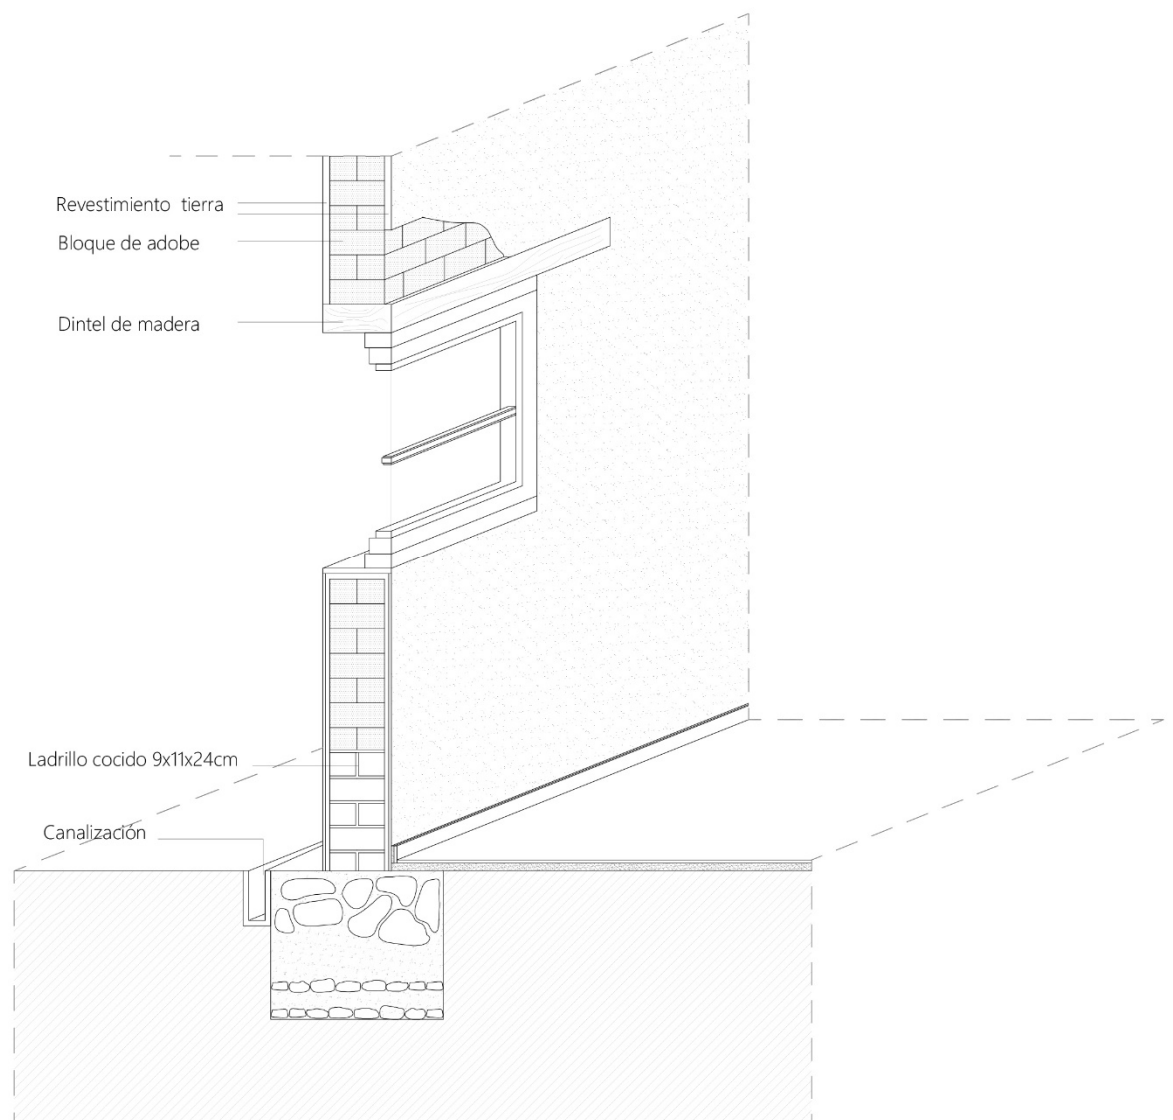 Revestimiento tierra
Bloque de adobe
Dintel de madera
Ladrillo cocido 9x11x24cm
Canalización